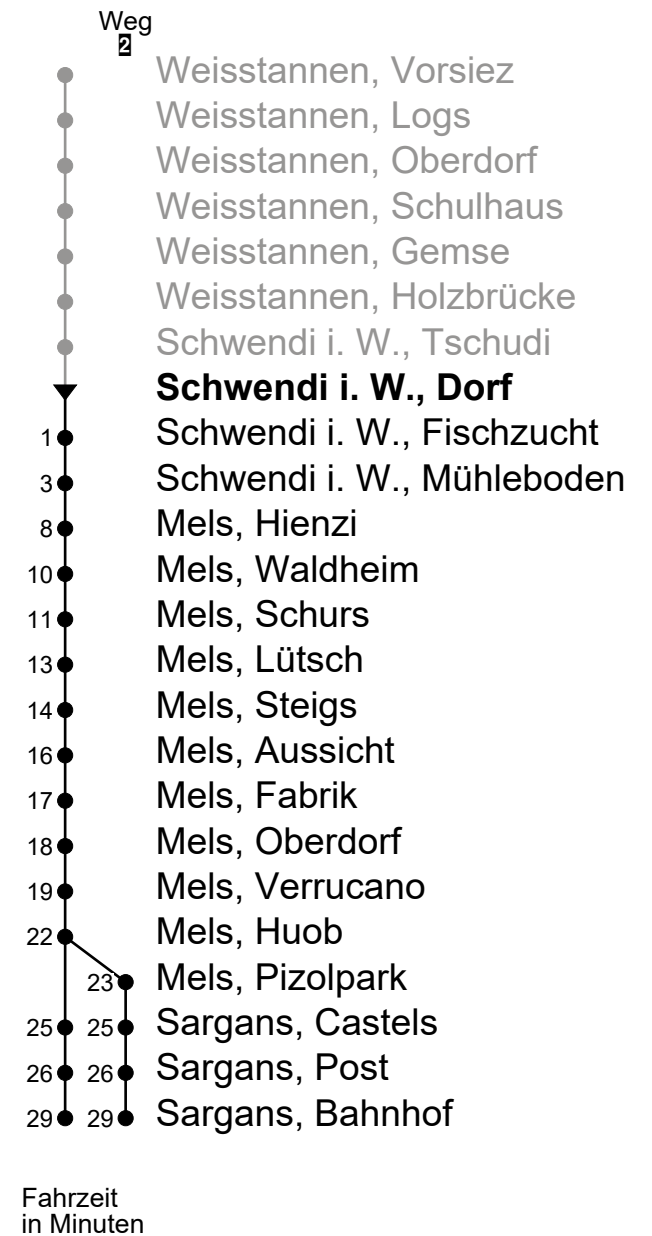 Weg
2
Weisstannen, Vorsiez
Weisstannen, Logs
Weisstannen, Oberdorf
Weisstannen, Schulhaus
Weisstannen, Gemse
Weisstannen, Holzbrücke
Schwendi i. W., Tschudi
Schwendi i. W., Dorf
1 Schwendi i. W., Fischzucht
3 Schwendi i. W., Mühleboden
8 Mels, Hienzi
10 Mels, Waldheim
11 Mels, Schurs
13 Mels, Lütsch
14 Mels, Steigs
16 Mels, Aussicht
17 Mels, Fabrik
18 Mels, Oberdorf
19 Mels, Verrucano
22 Mels, Huob
23 Mels, Pizolpark
25 25 Sargans, Castels
26 26 Sargans, Post
29 29 Sargans, Bahnhof
Fahrzeit
in Minuten